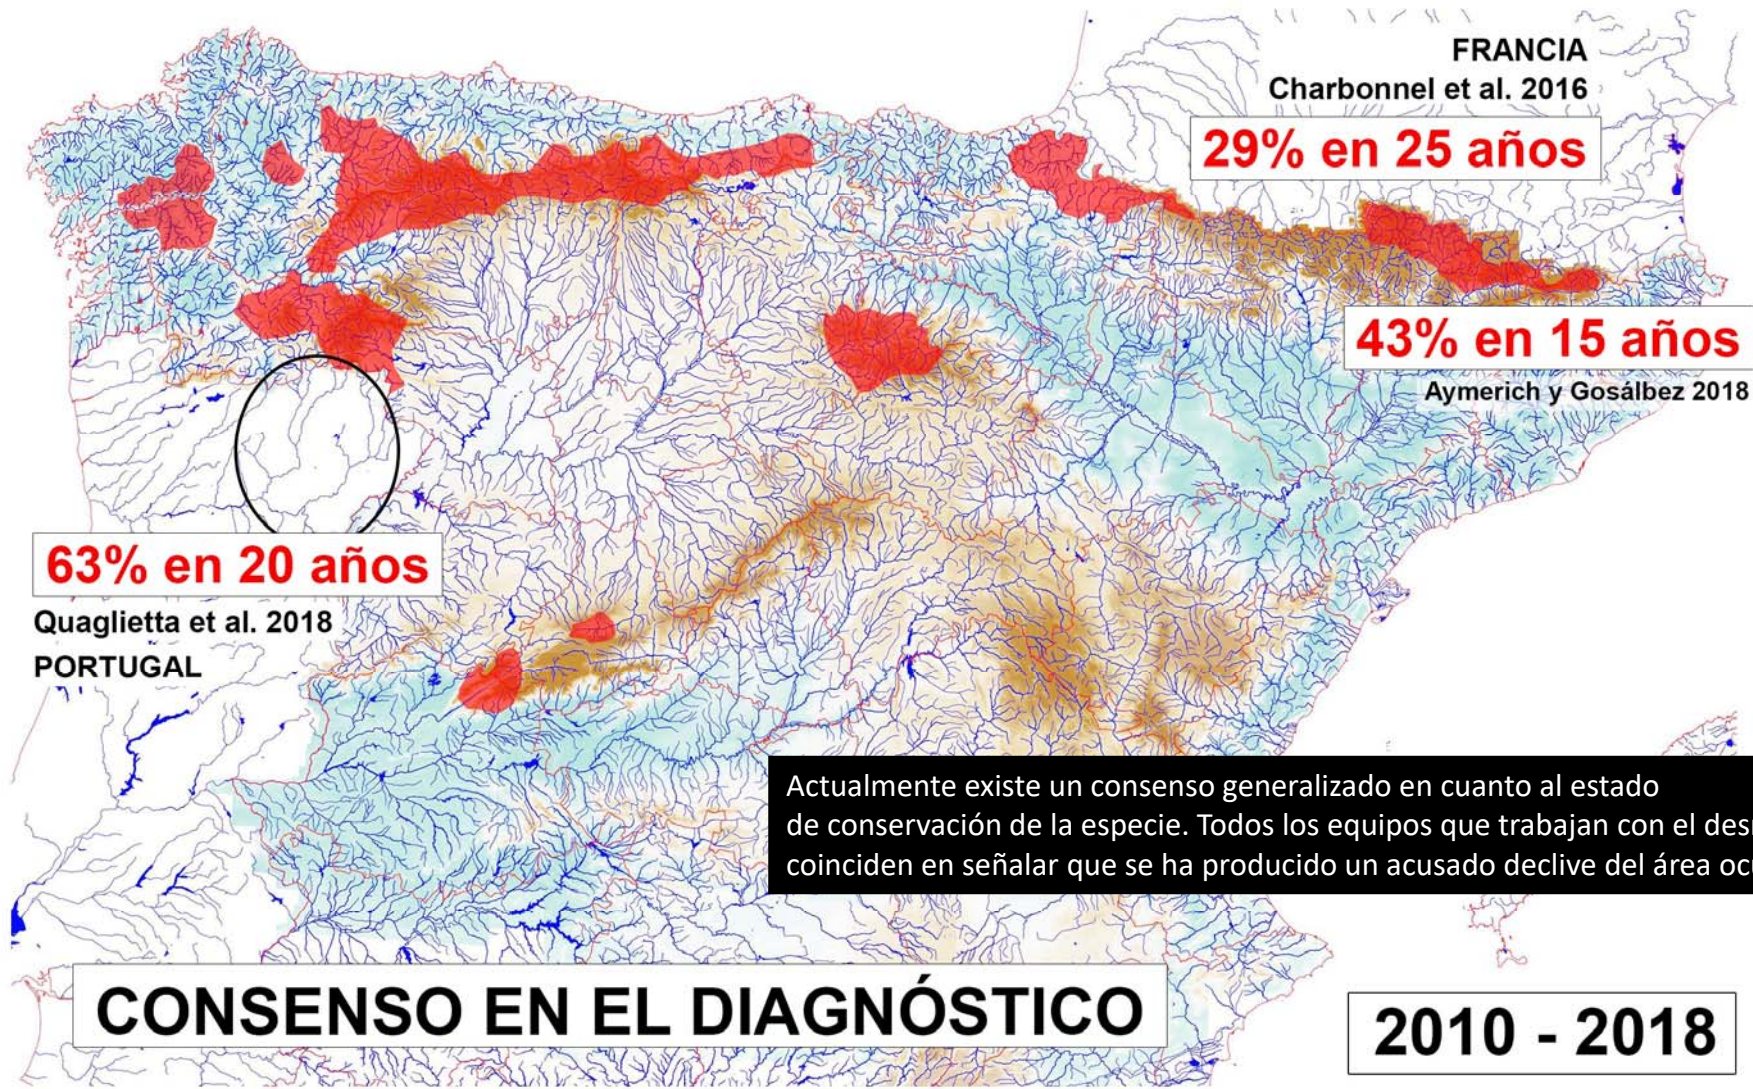 FRANCIA
Charbonnel et al. 2016
29% en 25 años
43% en 15 años
Aymerich y Gosálbez 2018
63% en 20 años
Quaglietta et al. 2018
PORTUGAL
Actualmente existe un consenso generalizado en cuanto al estado
de conservación de la especie. Todos los equipos que trabajan con el
coinciden en señalar que se ha producido un acusado declive del área
CONSENSO EN EL DIAGNÓSTICO
2010 - 2018